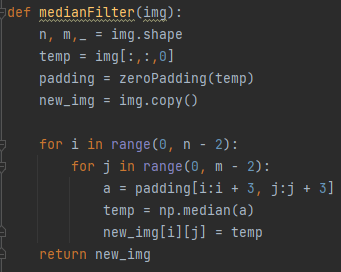 def medianFilter(img):
    n, m,_ = img.shape
    temp = img[:,:,0]
    padding = zeroPadding(temp)
    new_img = img.copy()

    for i in range(0, n - 2):
        for j in range(0, m - 2):
            a = padding[i:i + 3, j:j + 3]
            temp = np.median(a)
            new_img[i][j] = temp
    return new_img